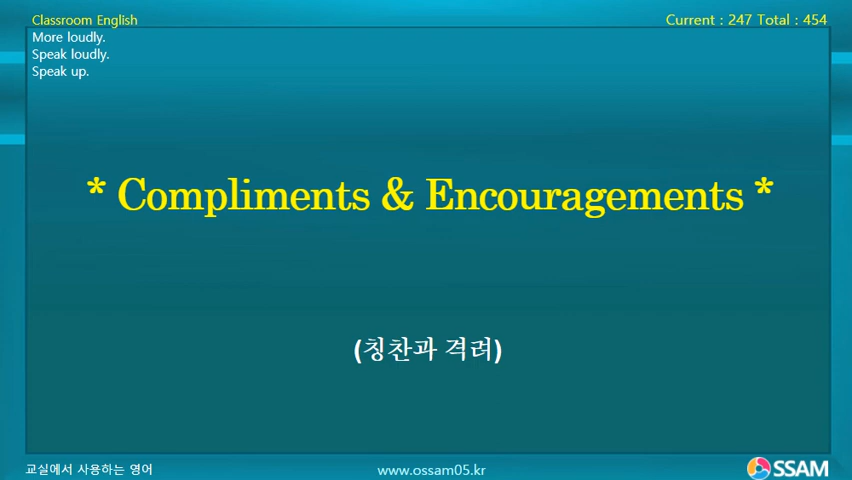 Classroom English
Current : 247 Total : 454
More loudly.
Speak loudly.
Speak up.
* Compliments & Encouragements *
(칭찬과 격려)
교실에서 사용하는 영어
www.ossam05.kr
OSSAM